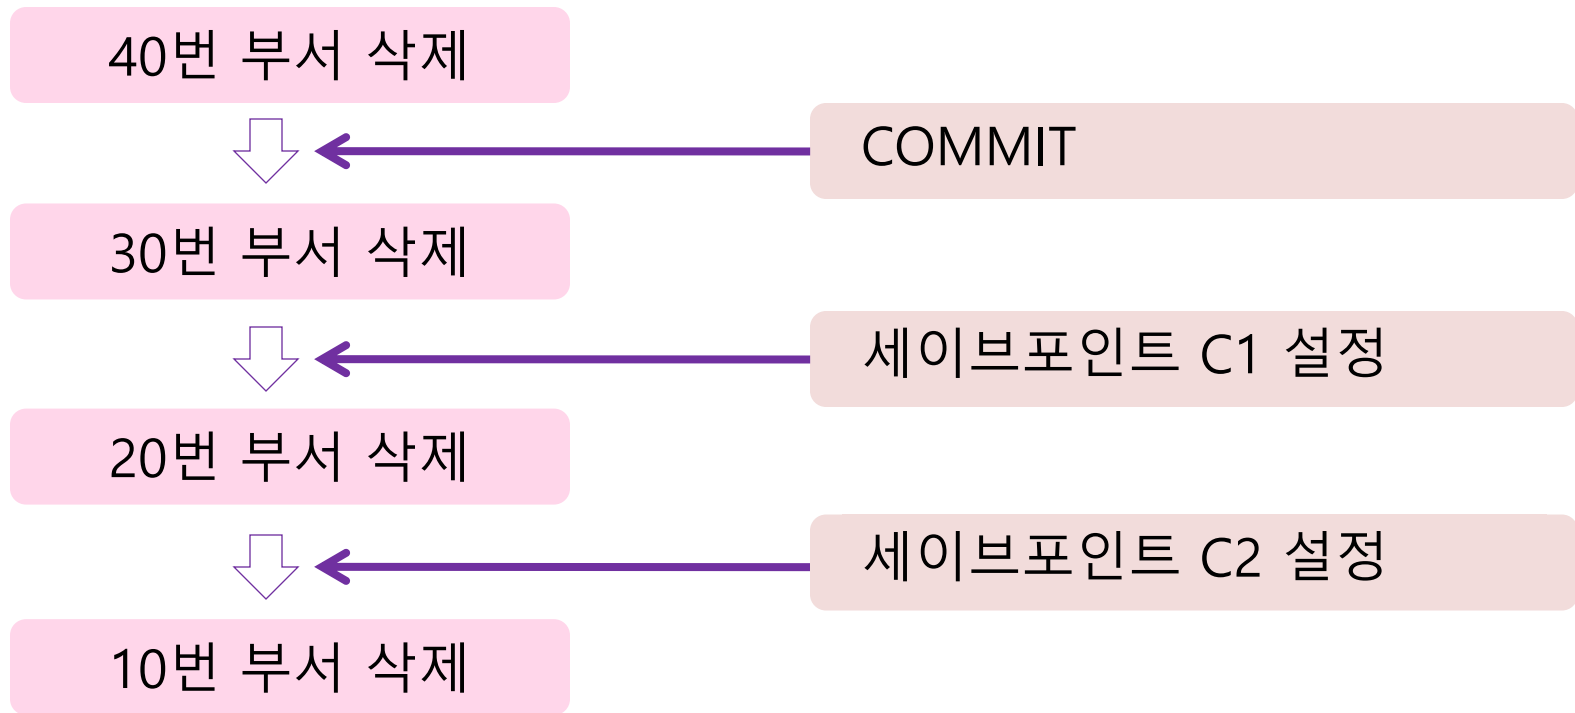 40번 부서 삭제
COMMIT
30번 부서 삭제
세이브포인트 C1 설정
20번 부서 삭제
세이브포인트 C2 설정
10번 부서 삭제